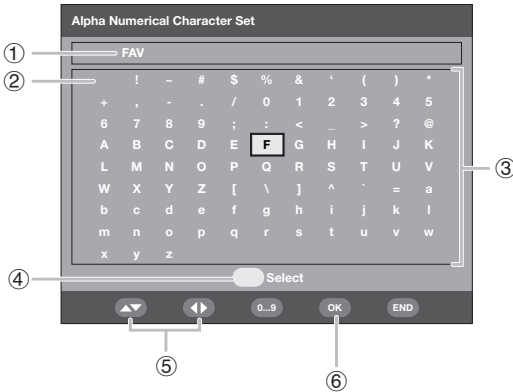 Alpha Numerical Character Set
① FAV
②
! ~ # $ % & ‘ ( ) *
+ , - . / 0 1 2 3 4 5
6 7 8 9 ; : < _ > ? @
A B C D E F G H I J K
L M N O P Q R S T U V
W X Y Z [ \ ] ^ ` = a
b c d e f g h i j k l
m n o p q r s t u v w
x y z
③
④ Select
▲▼ ◀▶ 0...9 OK END
⑤ ⑥